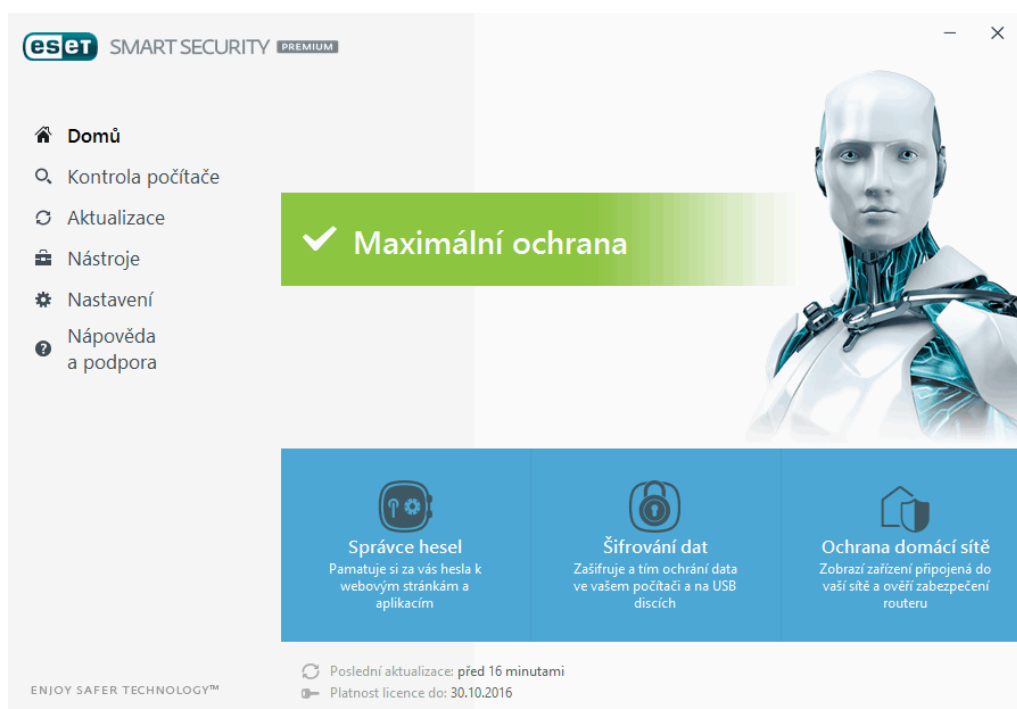 eset SMART SECURITY PREMIUM
Domů
Kontrola počítače
Aktualizace
Nástroje
Nastavení
Nápověda
a podpora
Maximální ochrana
Správce hesel
Pamatuje si za vás hesla k
webovým stránkám a
aplikacím
Šifrování dat
Zašifruje a tím ochrání data
ve vašem počítači a na USB
discích
Ochrana domácí sítě
Zobrazí zařízení připojená do
vaší sítě a ověří zabezpečení
routeru
Poslední aktualizace: před 16 minutami
Platnost licence do: 30.10.2016
ENJOY SAFER TECHNOLOGY™